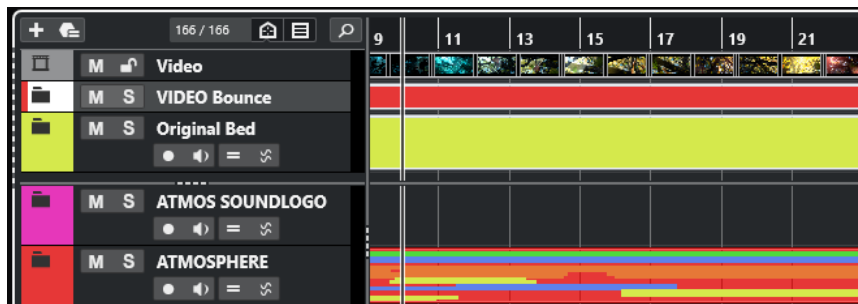 166 / 166
9 11 13 15 17 19 21
M Video
M S VIDEO Bounce
M S Original Bed
M S ATMOS SOUNDLOGO
M S ATMOSPHERE